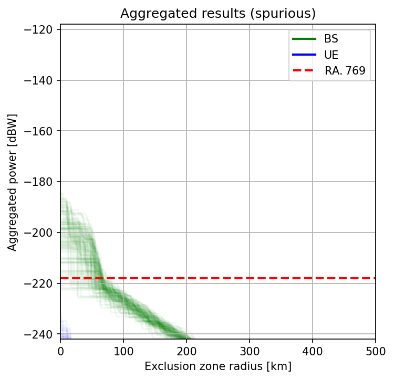 Aggregated results (spurious)
−120
−140
−160
−180
−200
−220
−240
Aggregated power [dBW]
BS
UE
RA. 769
0
100
200
300
400
500
Exclusion zone radius [km]